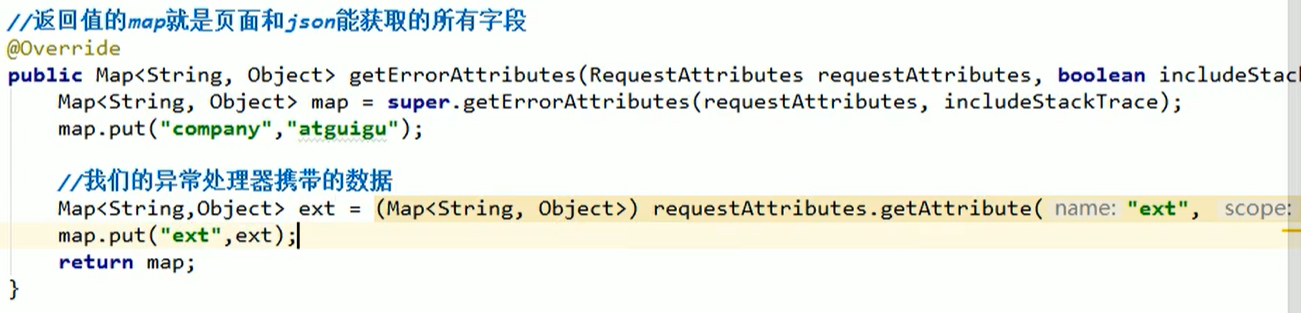 //返回值的map就是页面和json能获取的所有字段
@Override
public Map<String, Object> getErrorAttributes(RequestAttributes requestAttributes, boolean includeStack
Map<String, Object> map = super.getErrorAttributes(requestAttributes, includeStackTrace);
map.put("company","atguigu");
//我们的异常处理器携带的数据
Map<String,Object> ext = (Map<String, Object>) requestAttributes.getAttribute( name: "ext", scope:
map.put("ext",ext);
return map;
}